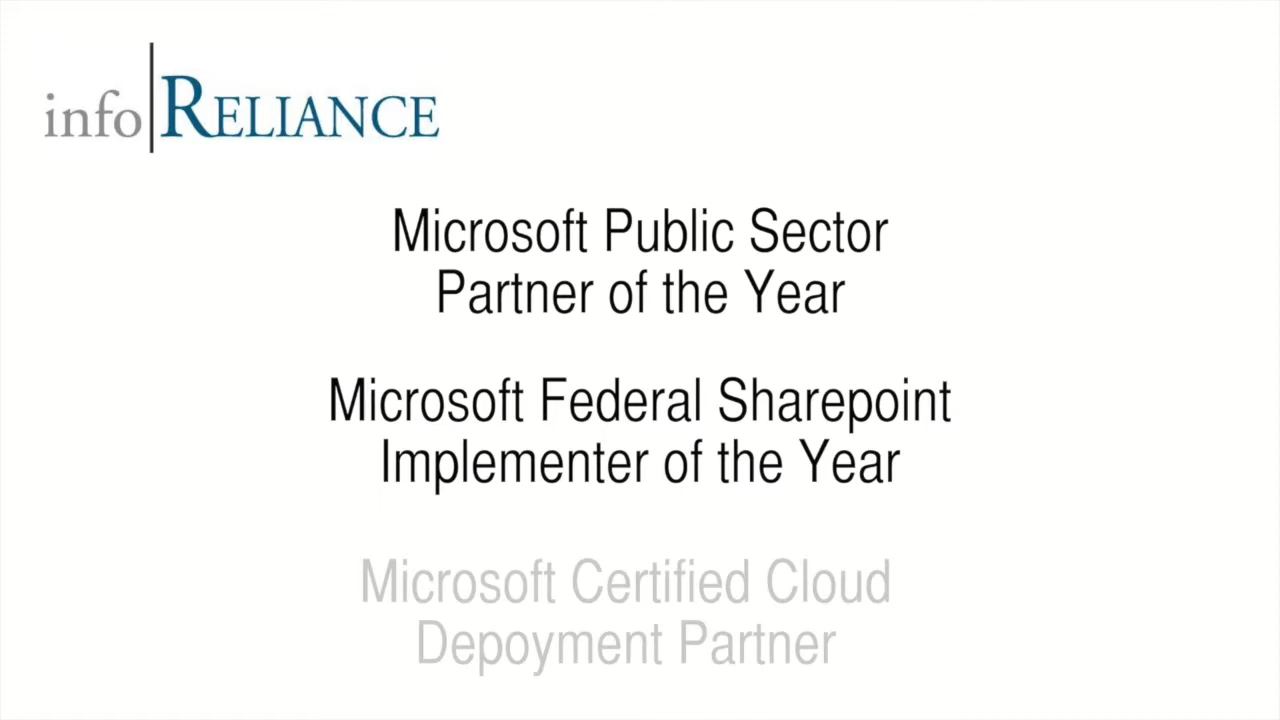 info RELIANCE
Microsoft Public Sector
Partner of the Year
Microsoft Federal Sharepoint
Implementer of the Year
Microsoft Certified Cloud
Depoyment Partner